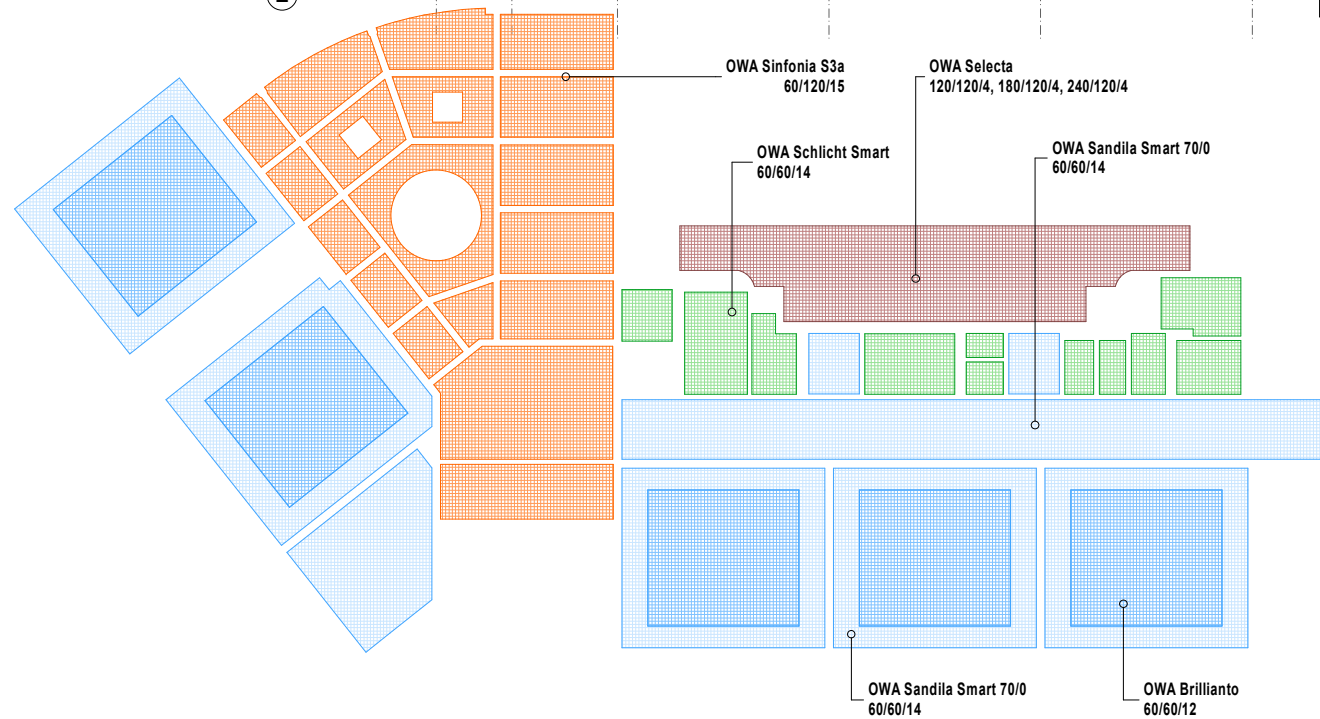 OWA Sinfonia S3a
60/120/15
OWA Selecta
120/120/4, 180/120/4, 240/120/4
OWA Schlicht Smart
60/60/14
OWA Sandila Smart 70/0
60/60/14
OWA Sandila Smart 70/0
60/60/14
OWA Brillianto
60/60/12